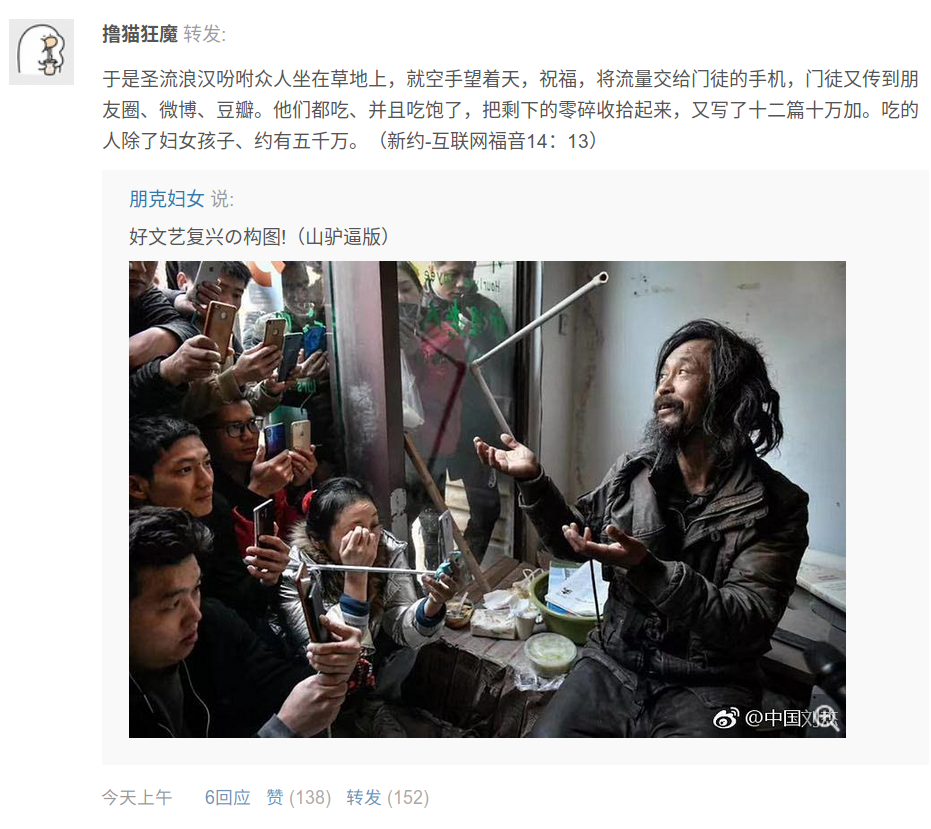 撸猫狂魔 转发:
于是圣流浪汉吩咐众人坐在草地上，就空手望着天，祝福，将流量交给门徒的手机，门徒又传到朋
友圈、微博、豆瓣。他们都吃、并且吃饱了，把剩下的零碎收拾起来，又写了十二篇十万加。吃的
人除了妇女孩子、约有五千万。（新约-互联网福音14：13）
朋克妇女 说:
好文艺复兴の构图!（山驴逼版）
@中国刘
今天上午 6回应 赞 (138) 转发 (152)